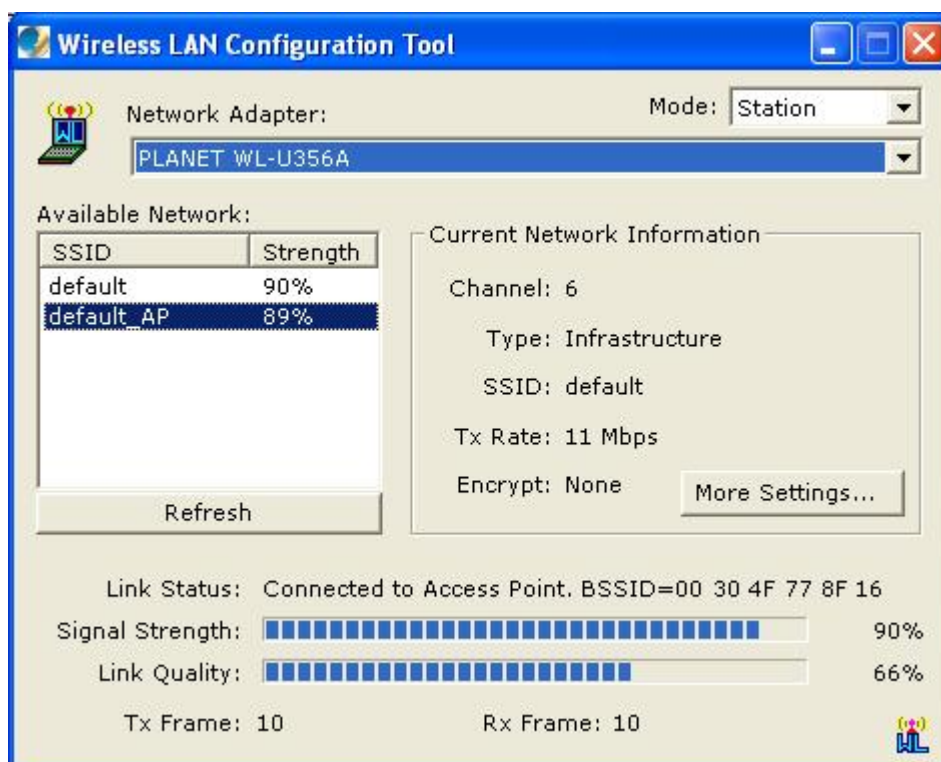 Wireless LAN Configuration Tool
Network Adapter:
Mode: Station
PLANET WL-U356A
Available Network:
SSID Strength
default 90%
default_AP 89%
Refresh
Current Network Information
Channel: 6
Type: Infrastructure
SSID: default
Tx Rate: 11 Mbps
Encrypt: None
More Settings...
Link Status: Connected to Access Point. BSSID=00 30 4F 77 8F 16
Signal Strength: 90%
Link Quality: 66%
Tx Frame: 10 Rx Frame: 10
WL